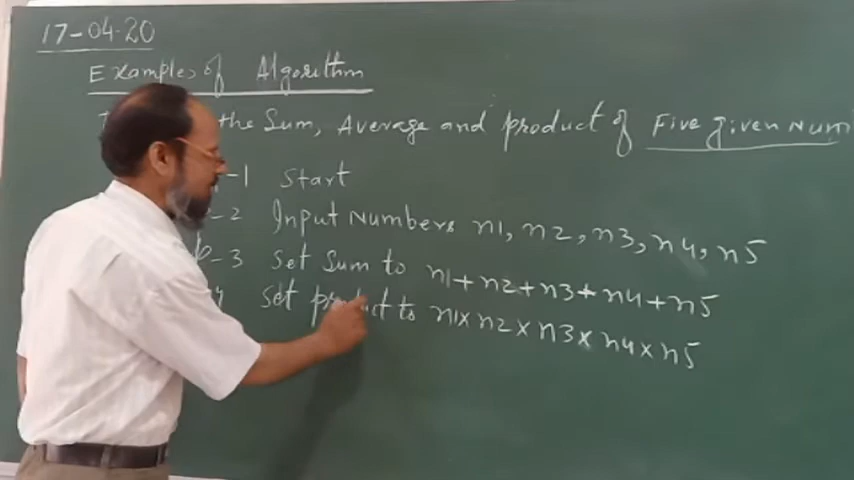 17-04-20
Examples of Algorithm
the Sum, Average and product of Five given Num
-1 Start
-2 Input Numbers n1, n2, n3, n4, n5
-3 Set Sum to n1+n2+n3+n4+n5
Set product to n1×n2×n3×n4×n5